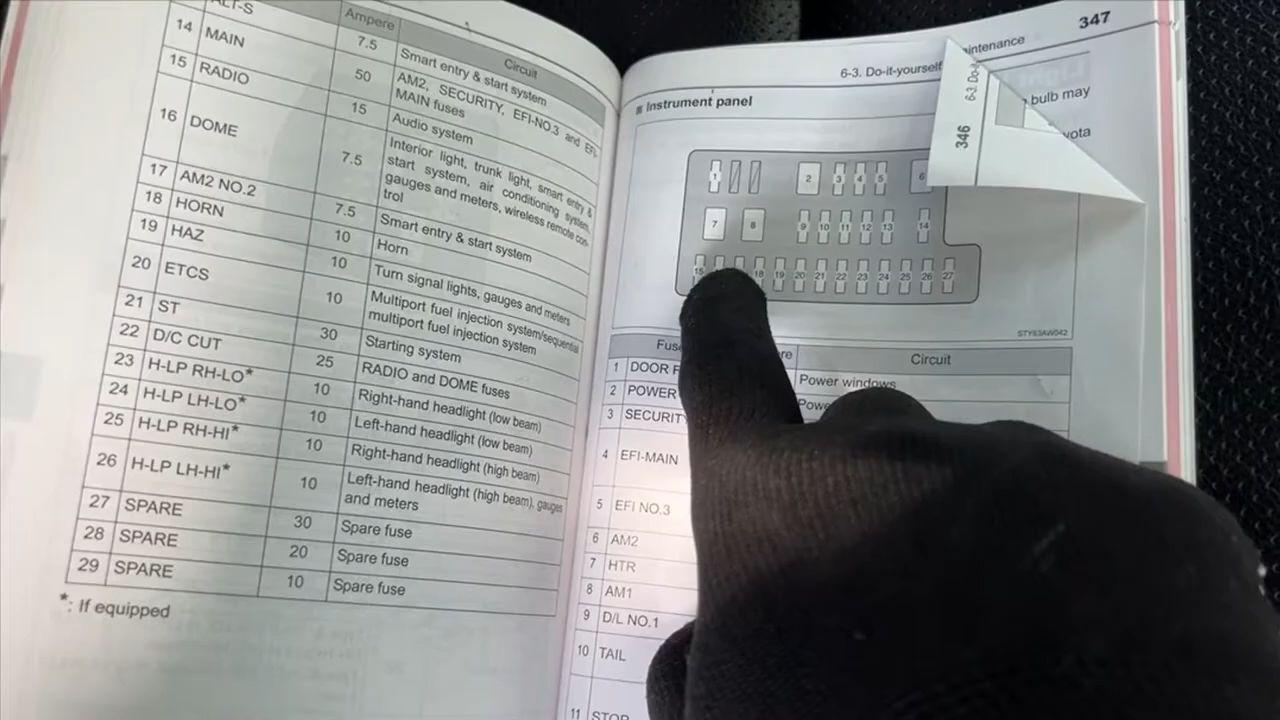 ALT-S
Ampere
Circuit
7.5 Smart entry & start system
14 MAIN 50 AM2, SECURITY, EFI-NO.3 and EFI-
MAIN fuses
15 RADIO 15 Audio system
16 DOME 7.5 Interior light, trunk light, smart entry &
start system, air conditioning system,
gauges and meters, wireless remote con-
trol
17 AM2 NO.2 7.5 Smart entry & start system
18 HORN 10 Horn
19 HAZ 10 Turn signal lights, gauges and meters
20 ETCS 10 Multiport fuel injection system/sequential
multiport fuel injection system
21 ST 30 Starting system
22 D/C CUT 25 RADIO and DOME fuses
23 H-LP RH-LO* 10 Right-hand headlight (low beam)
24 H-LP LH-LO* 10 Left-hand headlight (low beam)
25 H-LP RH-HI* 10 Right-hand headlight (high beam)
26 H-LP LH-HI* 10 Left-hand headlight (high beam), gauges
and meters
27 SPARE 30 Spare fuse
28 SPARE 20 Spare fuse
29 SPARE 10 Spare fuse
*: If equipped
347
6-3. Do-it-yourself
■ Instrument panel
1 2 3 4 5 6
7 8 9 10 11 12 13 14
15 18 19 20 21 22 23 24 25 26 27
STY63AW042
Circuit
1 DOOR Power windows
2 POWER
3 SECURITY
4 EFI-MAIN
5 EFI NO.3
6 AM2
7 HTR
8 AM1
9 D/L NO.1
10 TAIL
11 STOP
346
6-3.
bulb may